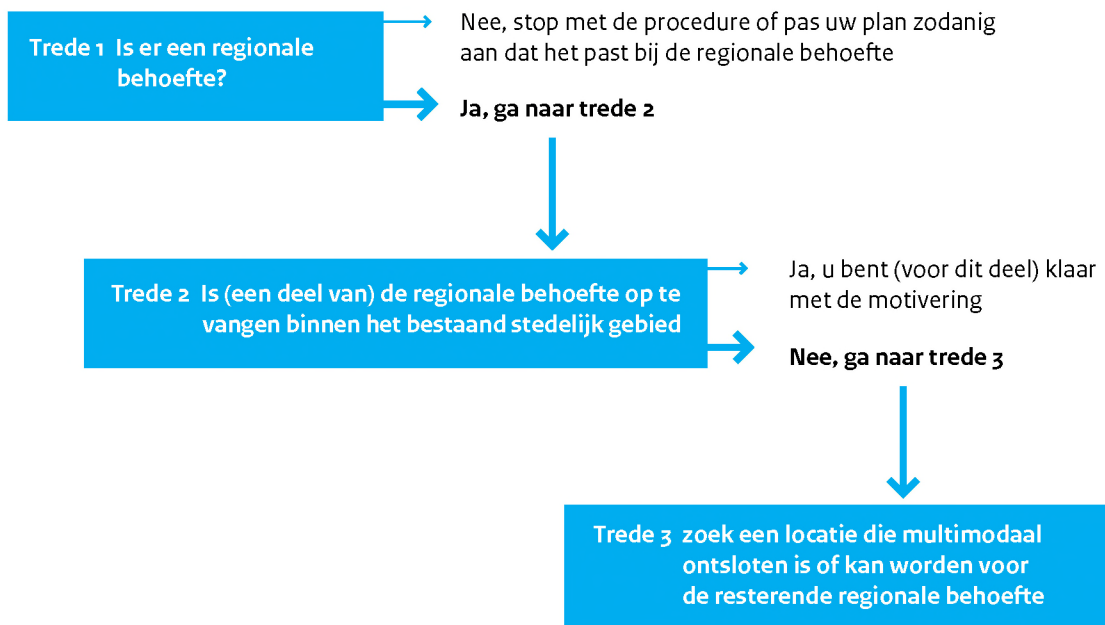 Trede 1 Is er een regionale
behoefte?
Nee, stop met de procedure of pas uw plan zodanig
aan dat het past bij de regionale behoefte
Ja, ga naar trede 2
Trede 2 Is (een deel van) de regionale behoefte op te
vangen binnen het bestaand stedelijk gebied
Ja, u bent (voor dit deel) klaar
met de motivering
Nee, ga naar trede 3
Trede 3 zoek een locatie die multimodaal
ontsloten is of kan worden voor
de resterende regionale behoefte